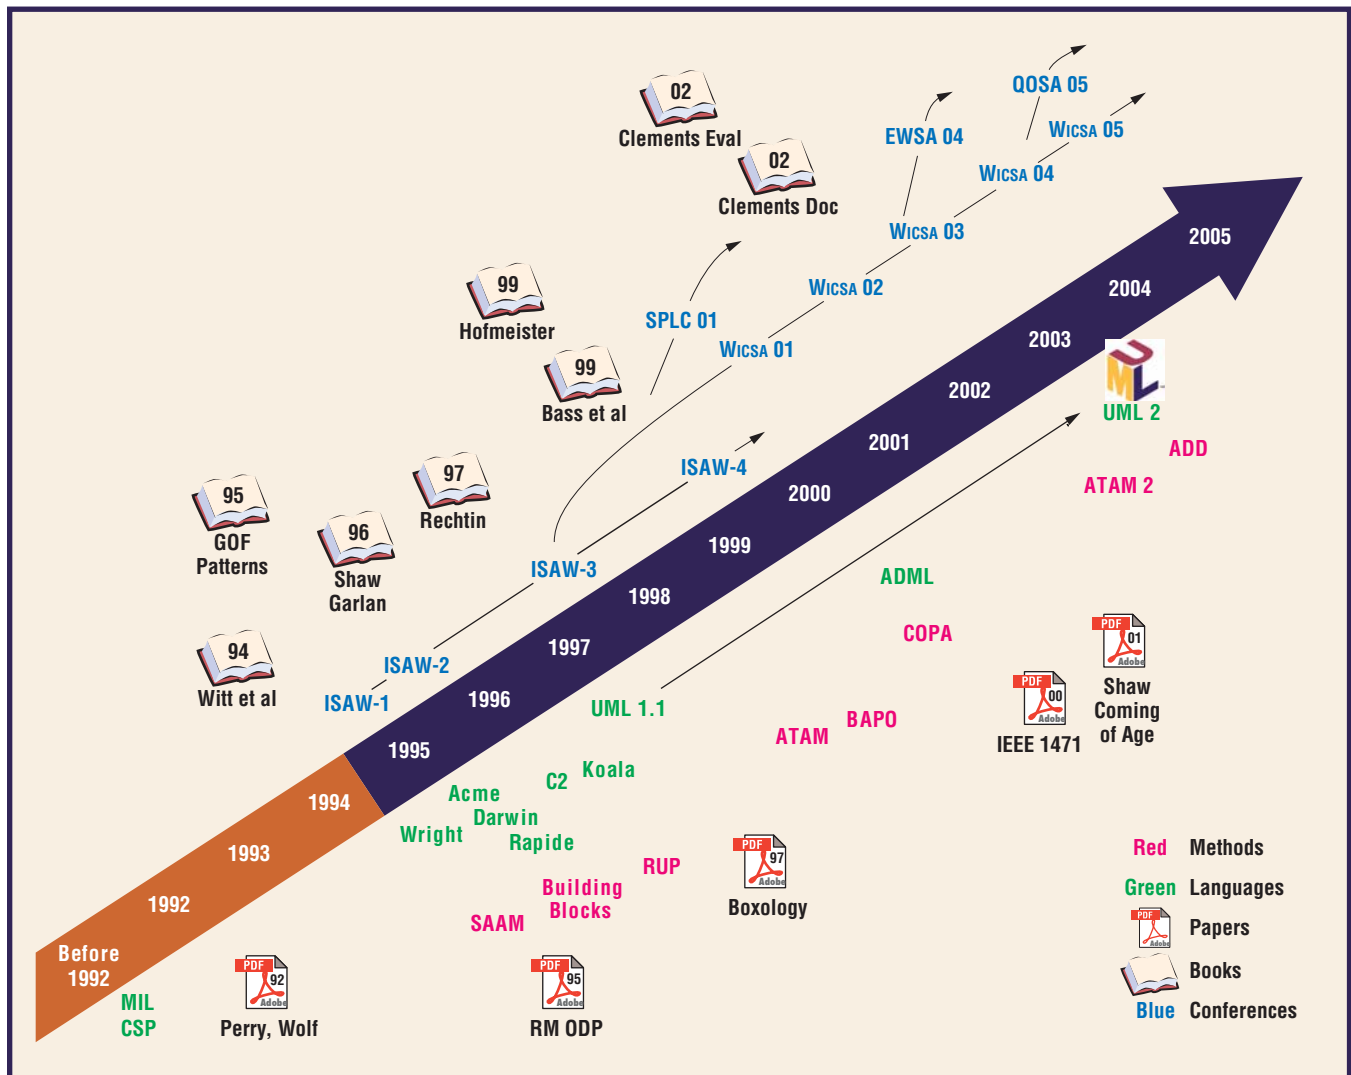 02
Clements Eval
02
Clements Doc
QOSA 05
EWSA 04
WICSA 05
WICSA 04
WICSA 03
WICSA 02
SPLC 01
WICSA 01
99
Hofmeister
99
Bass et al
ISAW-4
97
Rechtin
95
GOF
Patterns
96
Shaw
Garlan
ISAW-3
94
Witt et al
ISAW-2
ISAW-1
2005
2004
2003
2002
2001
2000
1999
1998
1997
1996
1995
1994
1993
1992
Before
1992
UML
UML 2
ADD
ATAM 2
ADML
COPA
BAPO
ATAM
UML 1.1
Koala
C2
Acme
Darwin
Wright
Rapide
RUP
Building
Blocks
SAAM
MIL
CSP
PDF
92
Adobe
Perry, Wolf
PDF
95
Adobe
RM ODP
PDF
97
Adobe
Boxology
PDF
00
Adobe
IEEE 1471
PDF
01
Adobe
Shaw
Coming
of Age
Red Methods
Green Languages
PDF
Adobe
Papers
Books
Blue Conferences